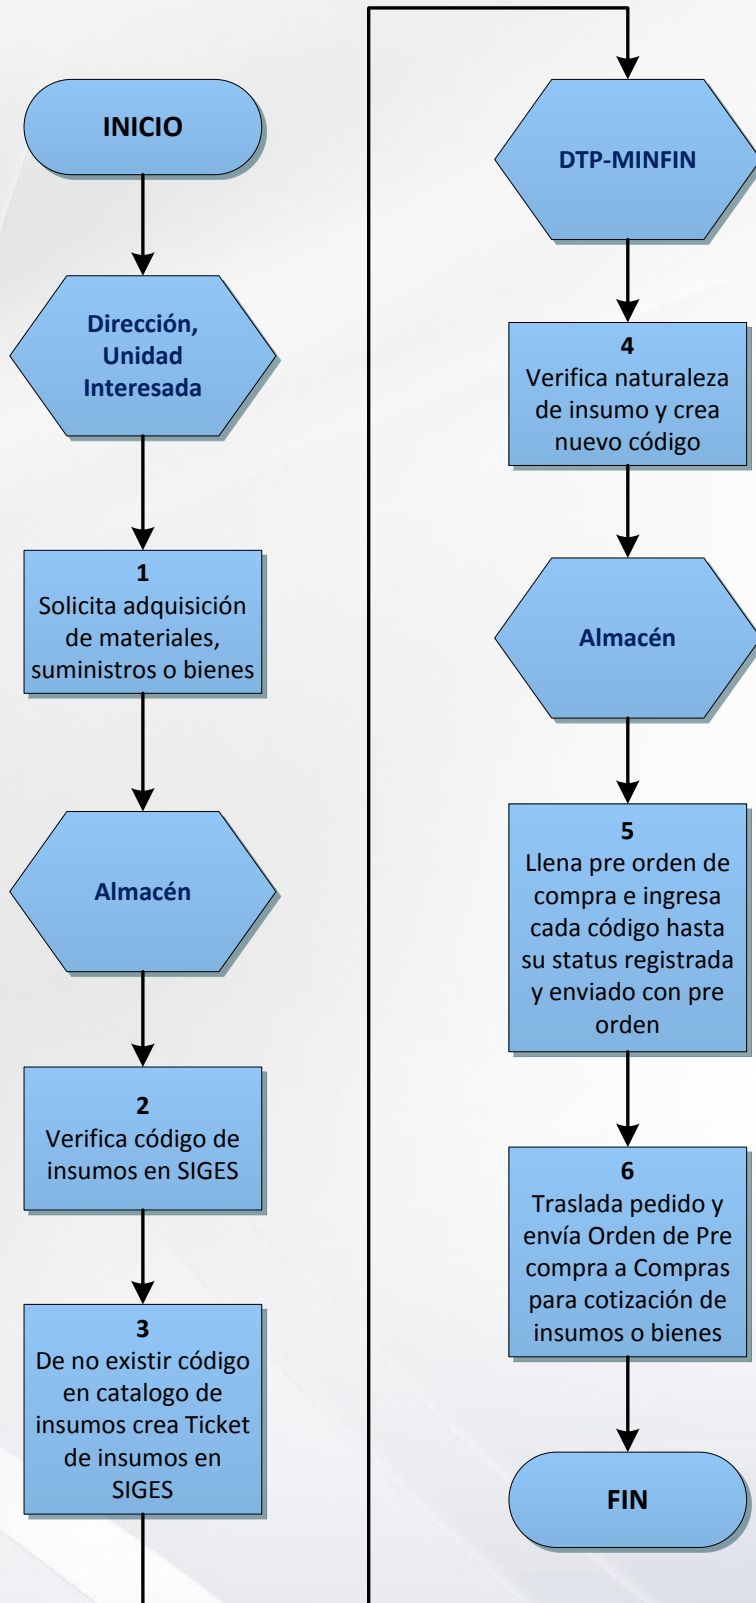 INICIO
Dirección,
Unidad
Interesada
1
Solicita adquisición
de materiales,
suministros o bienes
Almacén
2
Verifica código de
insumos en SIGES
3
De no existir código
en catalogo de
insumos crea Ticket
de insumos en
SIGES
DTP-MINFIN
4
Verifica naturaleza
de insumo y crea
nuevo código
Almacén
5
Llena pre orden de
compra e ingresa
cada código hasta
su status registrada
y enviado con pre
orden
6
Traslada pedido y
envía Orden de Pre
compra a Compras
para cotización de
insumos o bienes
FIN